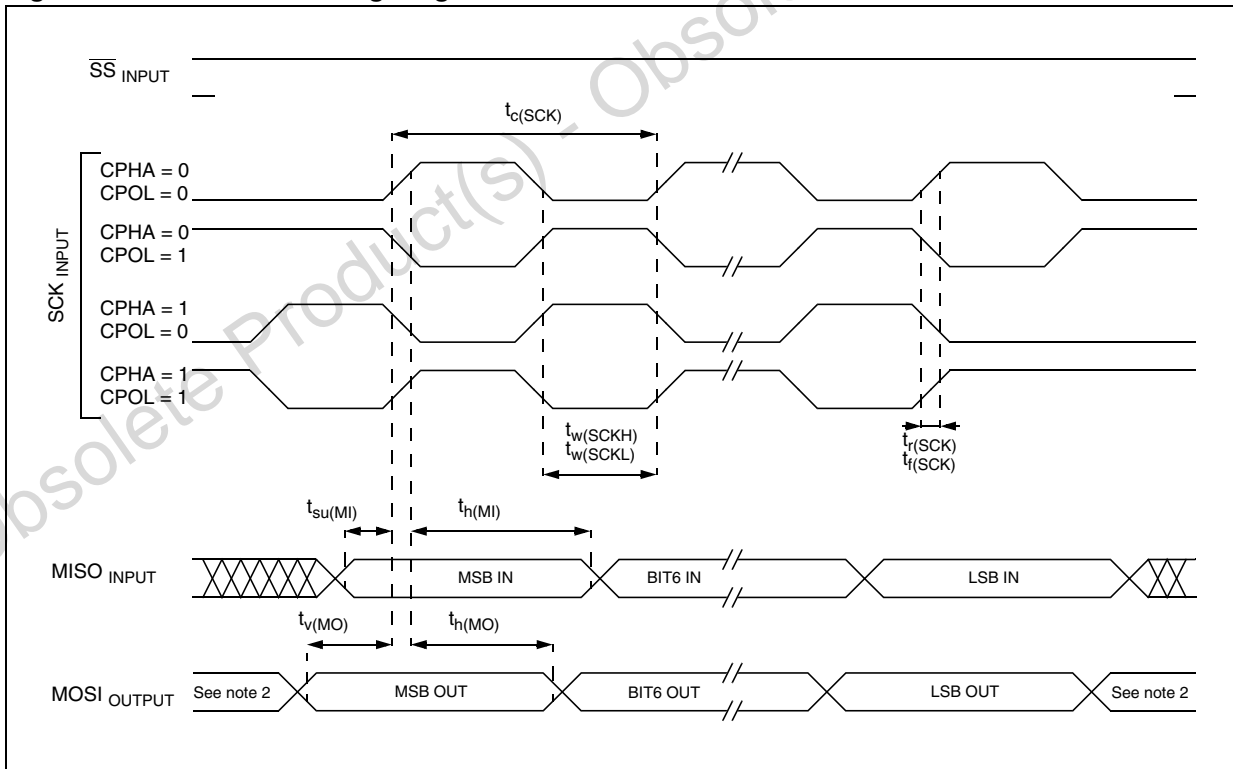 SS INPUT
tc(SCK)
SCK INPUT
CPHA = 0
CPOL = 0
CPHA = 0
CPOL = 1
CPHA = 1
CPOL = 0
CPHA = 1
CPOL = 1
tw(SCKH)
tw(SCKL)
tr(SCK)
tf(SCK)
tsu(MI)
th(MI)
MISO INPUT
MSB IN
BIT6 IN
LSB IN
tv(MO)
th(MO)
MOSI OUTPUT
See note 2
MSB OUT
BIT6 OUT
LSB OUT
See note 2
Obsolete Product(s) -